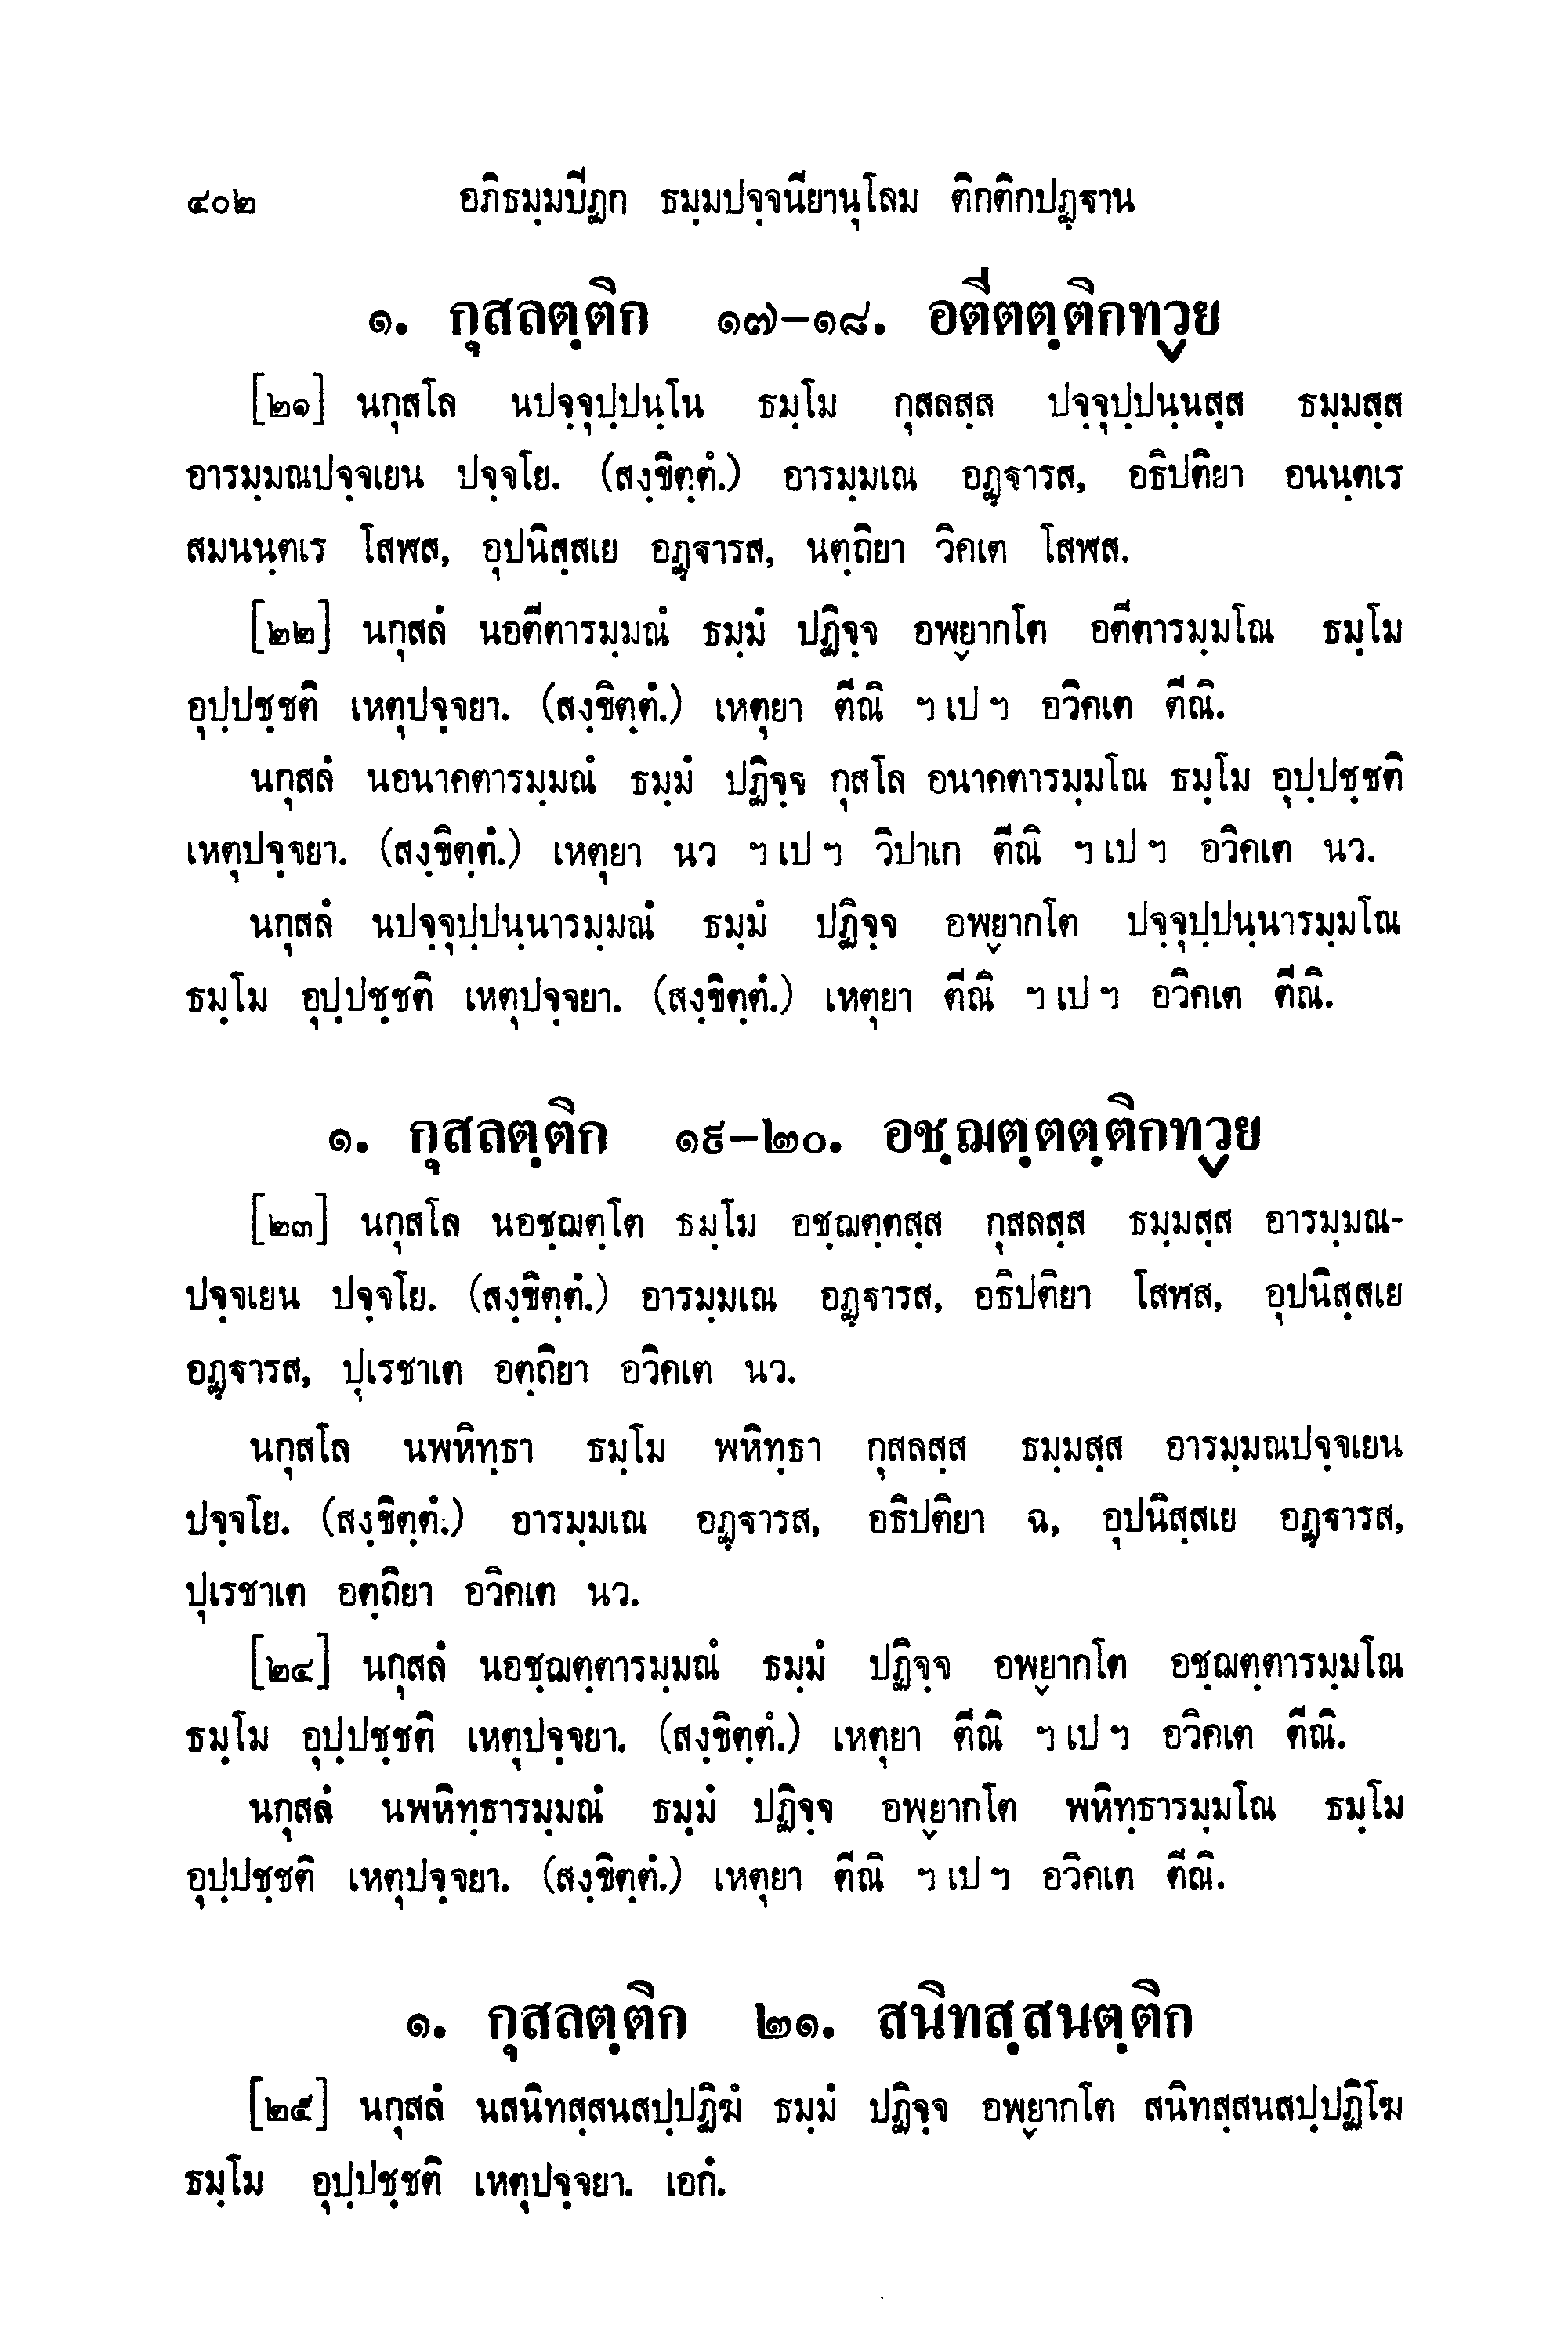 ๔๐๒ อภิธมฺมปิฏก ธมฺมปจฺจนียานุโลม ติกติกปฏฺฐาน
๑. กุสลตฺติก ๑๗–๑๘. อตีตตฺติกทฺวย
[๒๑] นกุสโล นปจฺจุปฺปนฺโน ธมฺโม กุสลสฺส ปจฺจุปฺปนฺนสฺส ธมฺมสฺส
อารมฺมณปจฺจเยน ปจฺจโย. (สงฺขิตฺตํ.) อารมฺมเณ อฏฺฐารส, อธิปติยา อนนฺตเร
สมนนฺตเร โสฬส, อุปนิสฺสเย อฏฺฐารส, นตฺถิยา วิคเต โสฬส.
[๒๒] นกุสลํ นอตีตารมฺมณํ ธมฺมํ ปฏิจฺจ อพฺยากโต อตีตารมฺมโณ ธมฺโม
อุปฺปชฺชติ เหตุปจฺจยา. (สงฺขิตฺตํ.) เหตุยา ตีณิ ฯ เป ฯ อวิคเต ตีณิ.
นกุสลํ นอนาคตารมฺมณํ ธมฺมํ ปฏิจฺจ กุสโล อนาคตารมฺมโณ ธมฺโม อุปฺปชฺชติ
เหตุปจฺจยา. (สงฺขิตฺตํ.) เหตุยา นว ฯ เป ฯ วิปาเก ตีณิ ฯ เป ฯ อวิคเต นว.
นกุสลํ นปจฺจุปฺปนฺนารมฺมณํ ธมฺมํ ปฏิจฺจ อพฺยากโต ปจฺจุปฺปนฺนารมฺมโณ
ธมฺโม อุปฺปชฺชติ เหตุปจฺจยา. (สงฺขิตฺตํ.) เหตุยา ตีณิ ฯ เป ฯ อวิคเต ตีณิ.
๑. กุสลตฺติก ๑๙–๒๐. อชฺฌตฺตตฺติกทฺวย
[๒๓] นกุสโล นอชฺฌตฺโต ธมฺโม อชฺฌตฺตสฺส กุสลสฺส ธมฺมสฺส อารมฺมณ-
ปจฺจเยน ปจฺจโย. (สงฺขิตฺตํ.) อารมฺมเณ อฏฺฐารส, อธิปติยา โสฬส, อุปนิสฺสเย
อฏฺฐารส, ปุเรชาเต อตฺถิยา อวิคเต นว.
นกุสโล นพหิทฺธา ธมฺโม พหิทฺธา กุสลสฺส ธมฺมสฺส อารมฺมณปจฺจเยน
ปจฺจโย. (สงฺขิตฺตํ.) อารมฺมเณ อฏฺฐารส, อธิปติยา ฉ, อุปนิสฺสเย อฏฺฐารส,
ปุเรชาเต อตฺถิยา อวิคเต นว.
[๒๔] นกุสลํ นอชฺฌตฺตารมฺมณํ ธมฺมํ ปฏิจฺจ อพฺยากโต อชฺฌตฺตารมฺมโณ
ธมฺโม อุปฺปชฺชติ เหตุปจฺจยา. (สงฺขิตฺตํ.) เหตุยา ตีณิ ฯ เป ฯ อวิคเต ตีณิ.
นกุสลํ นพหิทฺธารมฺมณํ ธมฺมํ ปฏิจฺจ อพฺยากโต พหิทฺธารมฺมโณ ธมฺโม
อุปฺปชฺชติ เหตุปจฺจยา. (สงฺขิตฺตํ.) เหตุยา ตีณิ ฯ เป ฯ อวิคเต ตีณิ.
๑. กุสลตฺติก ๒๑. สนิทสฺสนตฺติก
[๒๕] นกุสลํ นสนิทสฺสนสปฺปฏิฆํ ธมฺมํ ปฏิจฺจ อพฺยากโต สนิทสฺสนสปฺปฏิโฆ
ธมฺโม อุปฺปชฺชติ เหตุปจฺจยา. เอกํ.